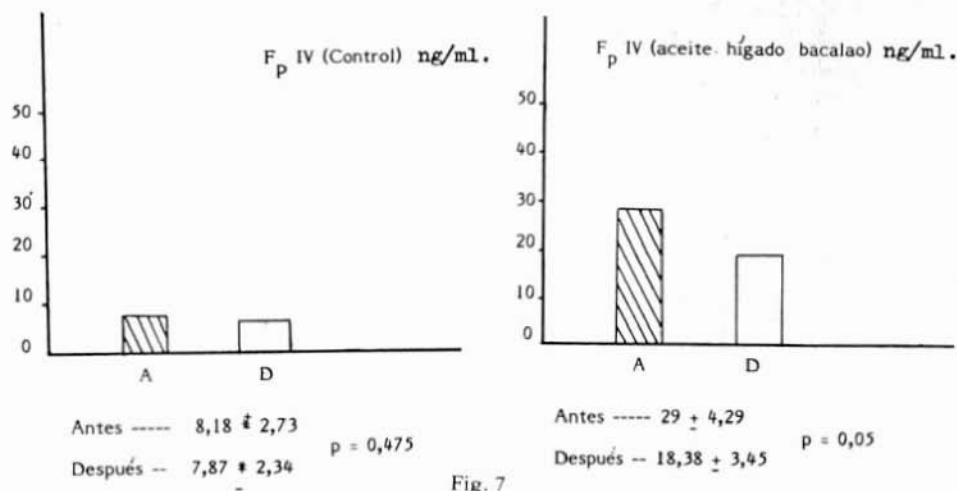 F_p IV (Control) ng/ml.
50
40
30
20
10
0
A D
Antes ----- 8,18 ± 2,73
Después -- 7,87 ± 2,34
p = 0,475
F_p IV (aceite hígado bacalao) ng/ml.
50
40
30
20
10
0
A D
Antes ----- 29 ± 4,29
Después -- 18,38 ± 3,45
p = 0,05
Fig. 7